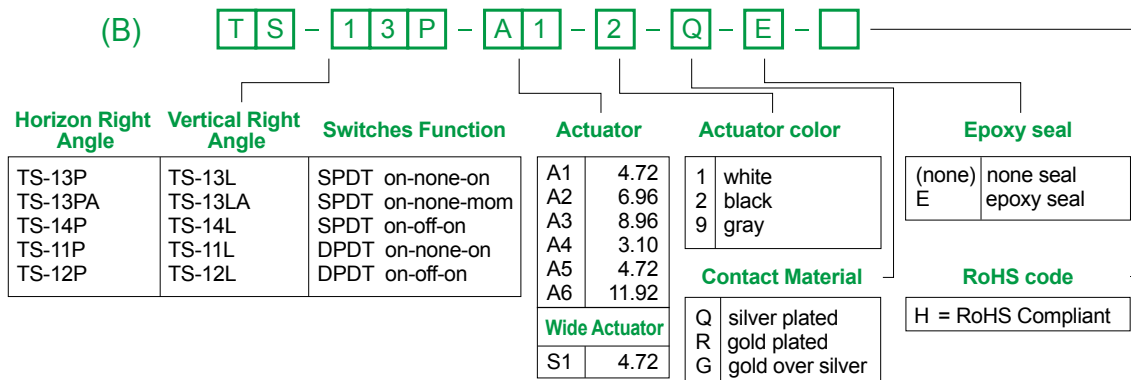 (B) TS - 13P - A1 - 2 - Q - E -
Horizon Right Angle
TS-13P
TS-13PA
TS-14P
TS-11P
TS-12P
Vertical Right Angle
TS-13L
TS-13LA
TS-14L
TS-11L
TS-12L
Switches Function
SPDT on-none-on
SPDT on-none-mom
SPDT on-off-on
DPDT on-none-on
DPDT on-off-on
Actuator
A1 4.72
A2 6.96
A3 8.96
A4 3.10
A5 4.72
A6 11.92
Wide Actuator
S1 4.72
Actuator color
1 white
2 black
9 gray
Contact Material
Q silver plated
R gold plated
G gold over silver
Epoxy seal
(none) none seal
E epoxy seal
RoHS code
H = RoHS Compliant